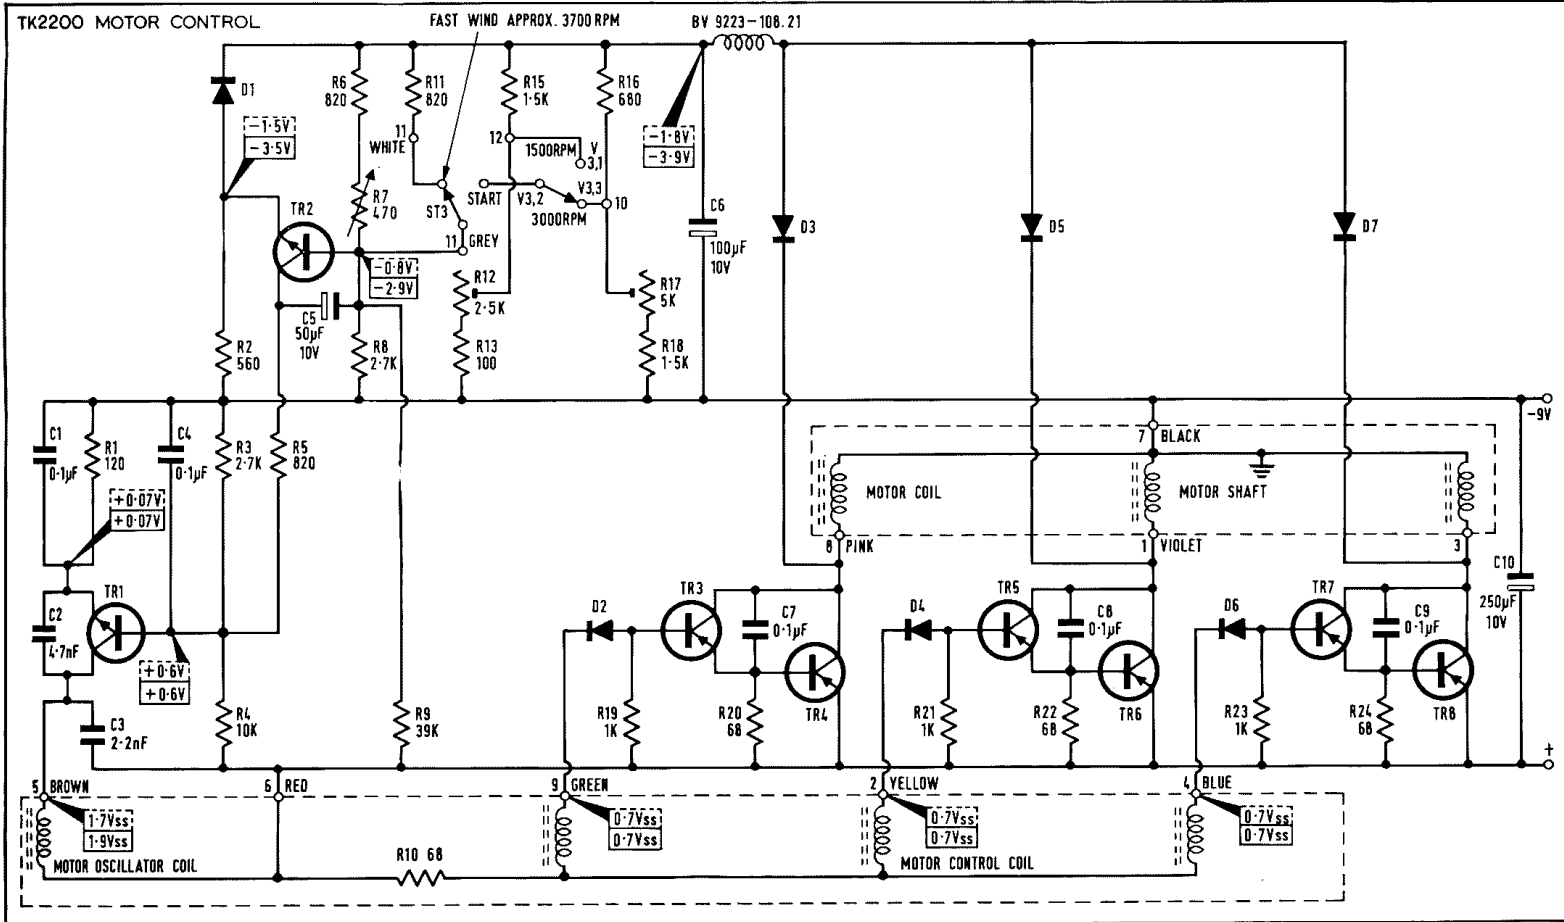 TK2200 MOTOR CONTROL
FAST WIND APPROX. 3700 RPM
BV 9223-108.21
D1
R6
820
R11
820
R15
1·5K
R16
680
-1·5V
-3·5V
11
WHITE
12
1500RPM
V
3,1
-1·8V
-3·9V
TR2
R7
470
ST3
START
V3,2
V3,3
3000RPM
10
C6
100µF
10V
D3
D5
D7
11
GREY
-0·8V
-2·9V
R12
2·5K
R17
5K
C5
50µF
10V
R2
560
R8
2·7K
R13
100
R18
1·5K
-9V
C1
0·1µF
R1
120
C4
0·1µF
R3
2·7K
R5
820
7
BLACK
MOTOR COIL
MOTOR SHAFT
+0·07V
+0·07V
8
PINK
1
VIOLET
3
C10
250µF
10V
C2
4·7nF
TR1
D2
TR3
C7
0·1µF
D4
TR5
C8
0·1µF
D6
TR7
C9
0·1µF
+0·6V
+0·6V
C3
2·2nF
R4
10K
R9
39K
R19
1K
R20
68
TR4
R21
1K
R22
68
TR6
R23
1K
R24
68
TR8
+
5
BROWN
6
RED
9
GREEN
2
YELLOW
4
BLUE
1·7Vss
1·9Vss
0·7Vss
0·7Vss
0·7Vss
0·7Vss
0·7Vss
0·7Vss
MOTOR OSCILLATOR COIL
R10 68
MOTOR CONTROL COIL